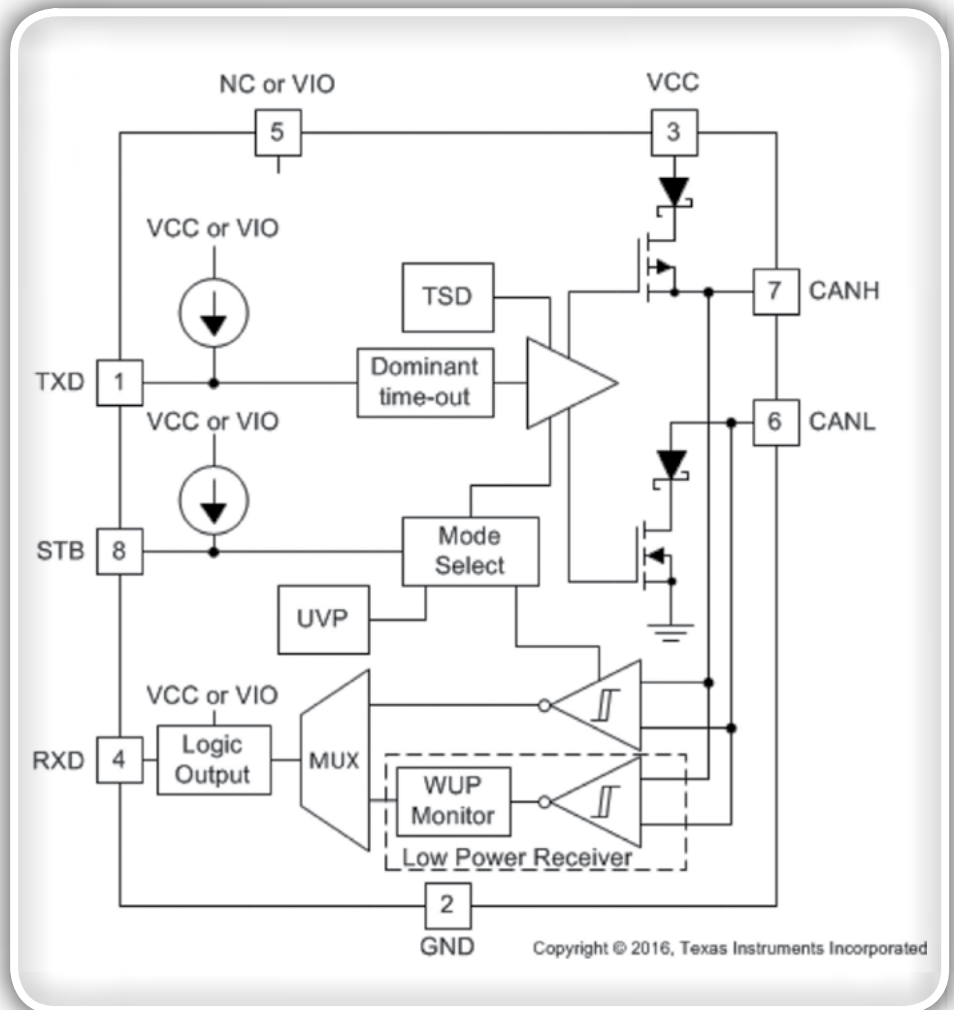 NC or VIO
VCC
5
3
VCC or VIO
TSD
7
CANH
Dominant
time-out
TXD
1
VCC or VIO
6
CANL
Mode
Select
STB
8
UVP
VCC or VIO
RXD
4
Logic
Output
MUX
WUP
Monitor
Low Power Receiver
2
GND
Copyright © 2016, Texas Instruments Incorporated